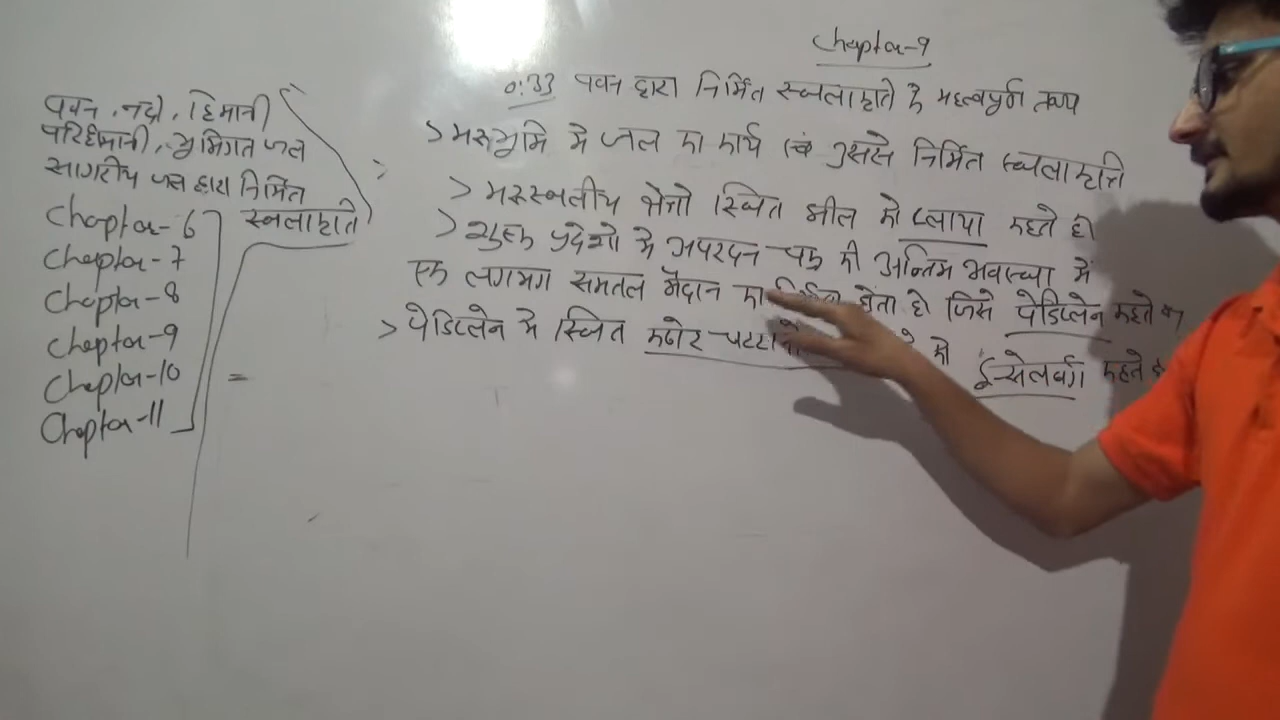 Chapter-9
0:33 पवन द्वारा निर्मित स्थलाकृति के महत्वपूर्ण तथ्य
> मरुभूमि मे जल का कार्य एवं उससे निर्मित स्थलाकृति
> मरुस्थलीय क्षेत्रो स्थित झील को प्लाया कहते है
> शुष्क प्रदेशो मे अपरदन चक्र की अन्तिम अवस्था में
एक लगभग समतल मैदान का होता है जिसे पेडिप्लेन कहते
> पेडिप्लेन मे स्थित कठोर चट्टानों को इन्सेलबर्ग कहते है
पवन, नदी, हिमानी
परिहिमानी, भूमिगत जल
सागरीय जल द्वारा निर्मित
स्थलाकृति
Chapter-6
Chapter-7
Chapter-8
Chapter-9
Chapter-10
Chapter-11
=